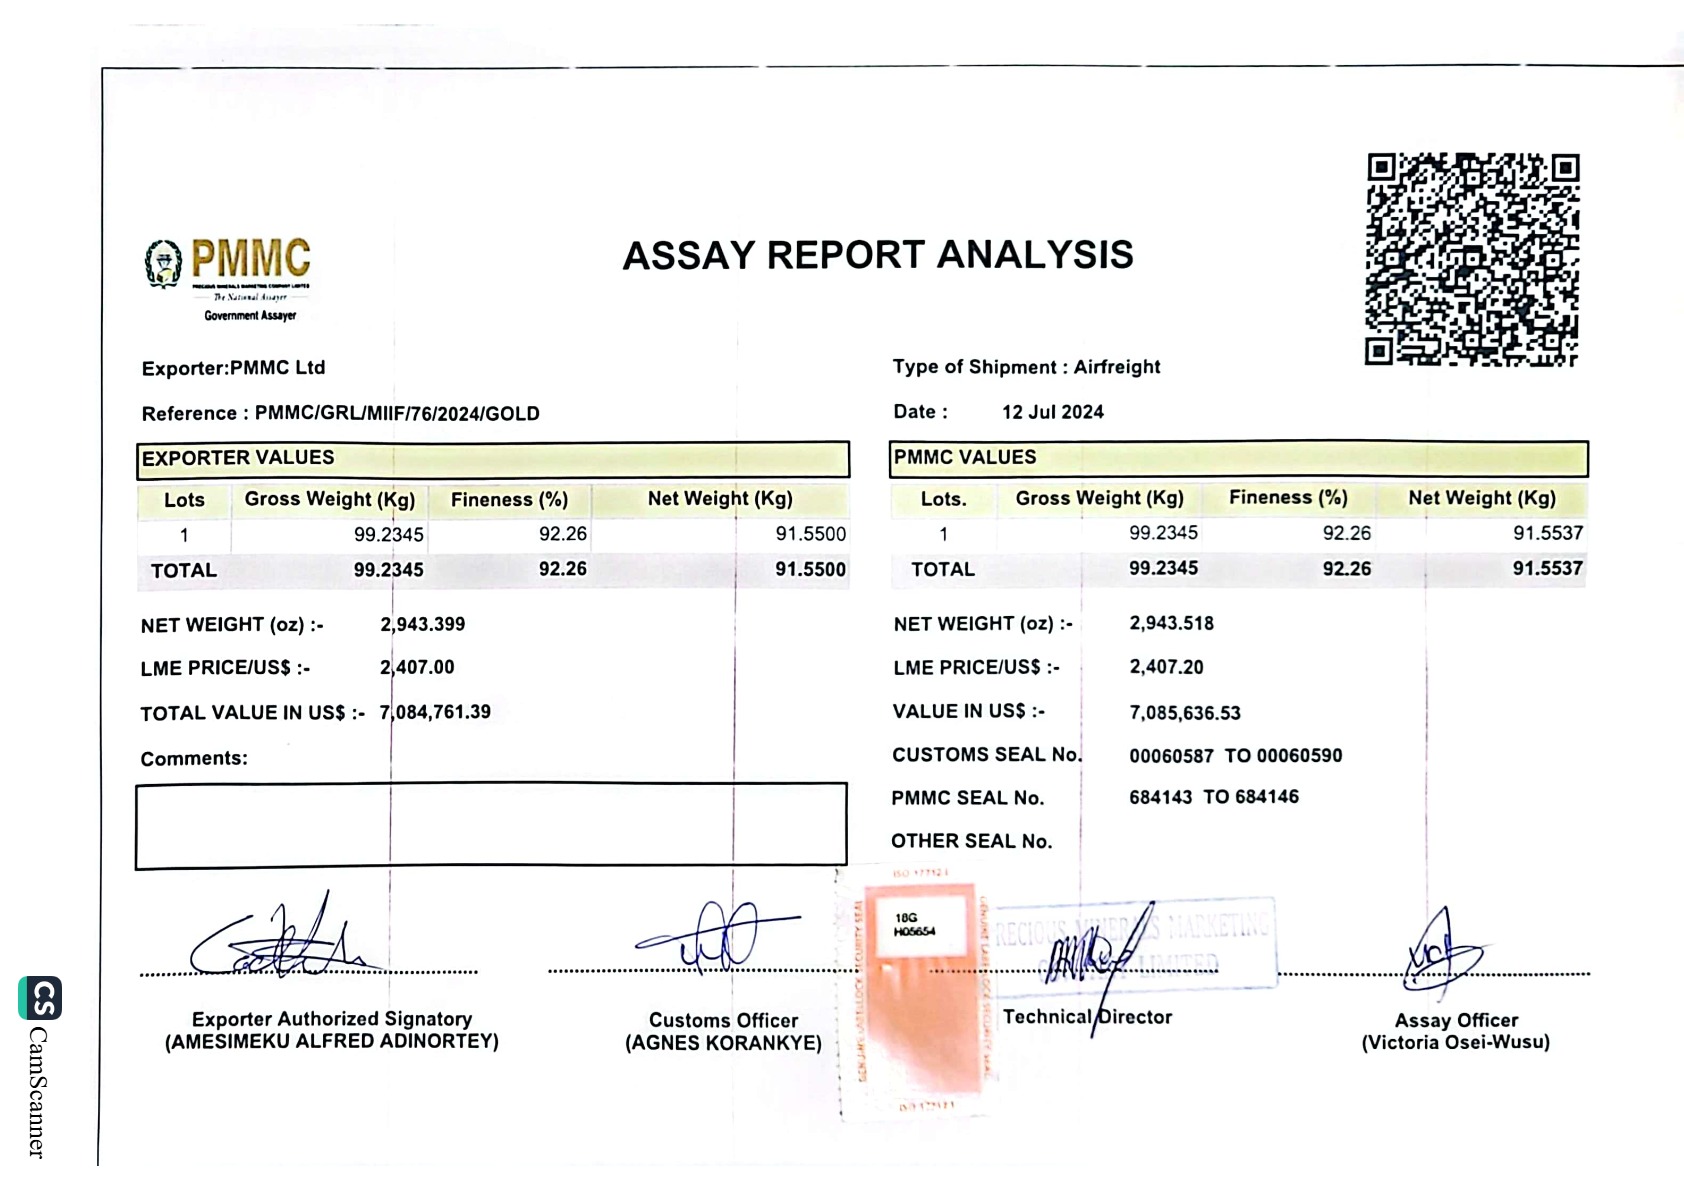 PMMC
PRECIOUS MINERALS MARKETING COMPANY LIMITED
The National Assayer
Government Assayer
ASSAY REPORT ANALYSIS
Exporter:PMMC Ltd
Type of Shipment : Airfreight
Reference : PMMC/GRL/MIIF/76/2024/GOLD
Date : 12 Jul 2024
EXPORTER VALUES
Lots Gross Weight (Kg) Fineness (%) Net Weight (Kg)
1 99.2345 92.26 91.5500
TOTAL 99.2345 92.26 91.5500
NET WEIGHT (oz) :- 2,943.399
LME PRICE/US$ :- 2,407.00
TOTAL VALUE IN US$ :- 7,084,761.39
Comments:
PMMC VALUES
Lots. Gross Weight (Kg) Fineness (%) Net Weight (Kg)
1 99.2345 92.26 91.5537
TOTAL 99.2345 92.26 91.5537
NET WEIGHT (oz) :- 2,943.518
LME PRICE/US$ :- 2,407.20
VALUE IN US$ :- 7,085,636.53
CUSTOMS SEAL No. 00060587 TO 00060590
PMMC SEAL No. 684143 TO 684146
OTHER SEAL No.
18G
H05654
RECIOUS MINERALS MARKETING
LIMITED
Exporter Authorized Signatory
(AMESIMEKU ALFRED ADINORTEY)
Customs Officer
(AGNES KORANKYE)
Technical Director
Assay Officer
(Victoria Osei-Wusu)
CS CamScanner